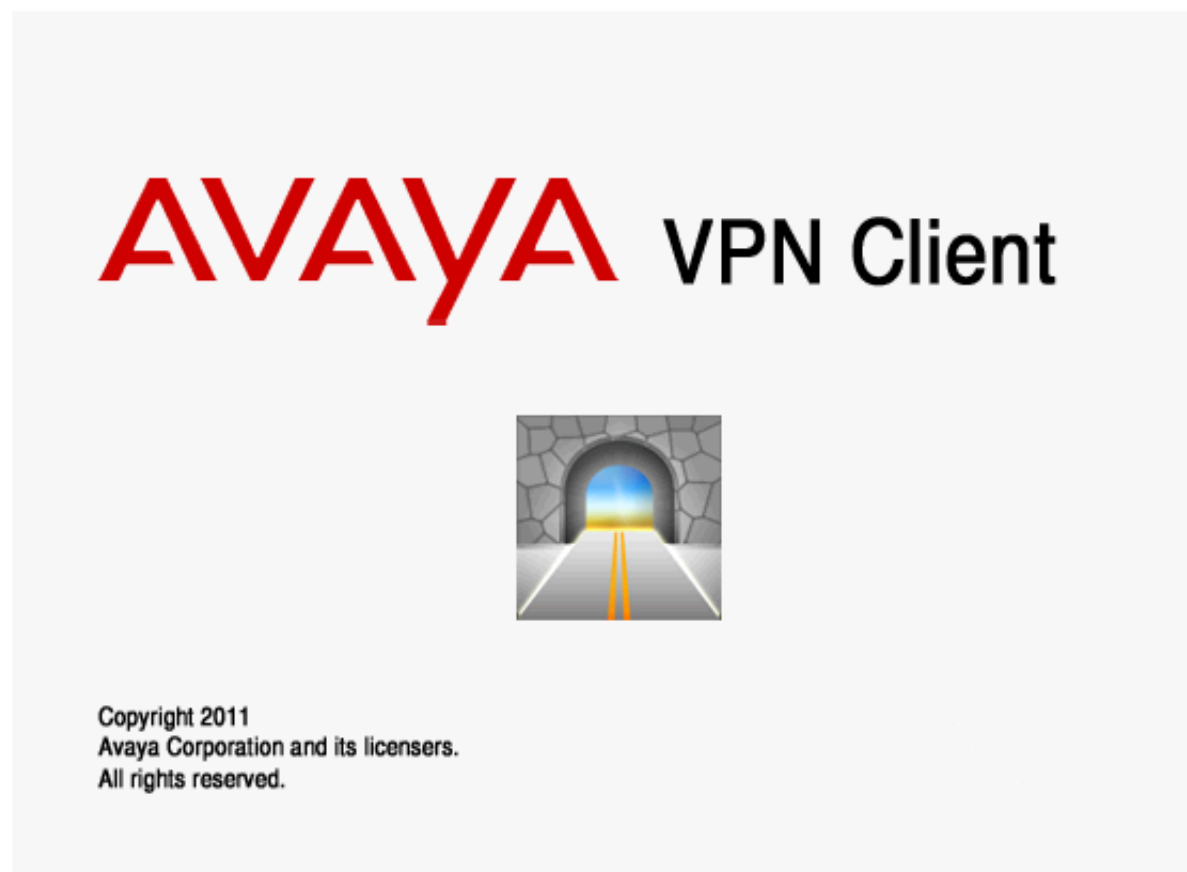 AVAYA VPN Client
Copyright 2011
Avaya Corporation and its licensers.
All rights reserved.